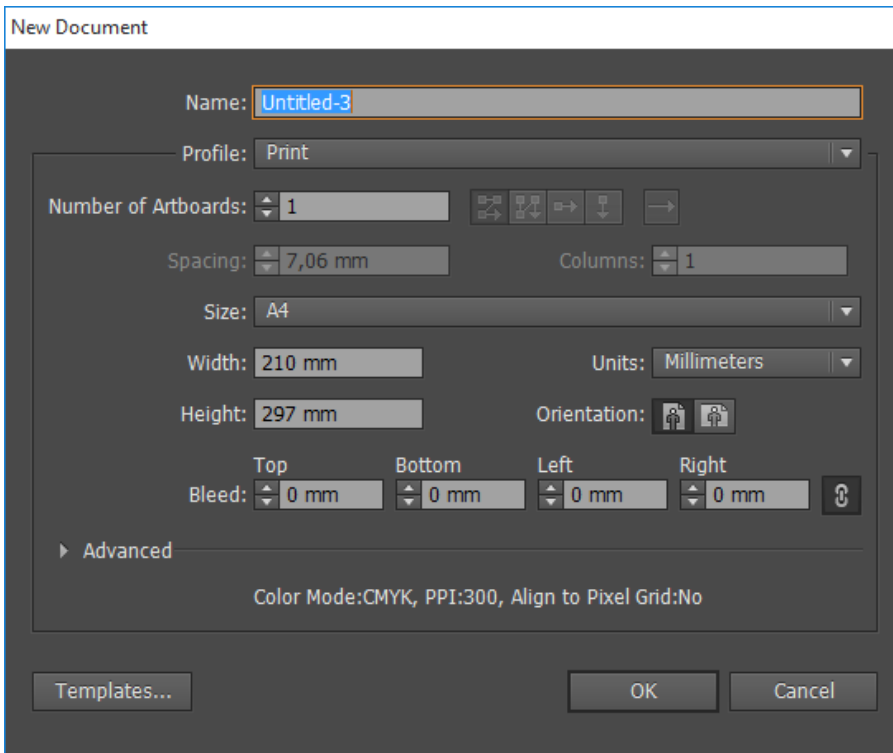 New Document
Name: Untitled-3
Profile: Print
Number of Artboards: 1
Spacing: 7,06 mm Columns: 1
Size: A4
Width: 210 mm Units: Millimeters
Height: 297 mm Orientation:
Top Bottom Left Right
Bleed: 0 mm 0 mm 0 mm 0 mm
Advanced
Color Mode:CMYK, PPI:300, Align to Pixel Grid:No
Templates... OK Cancel